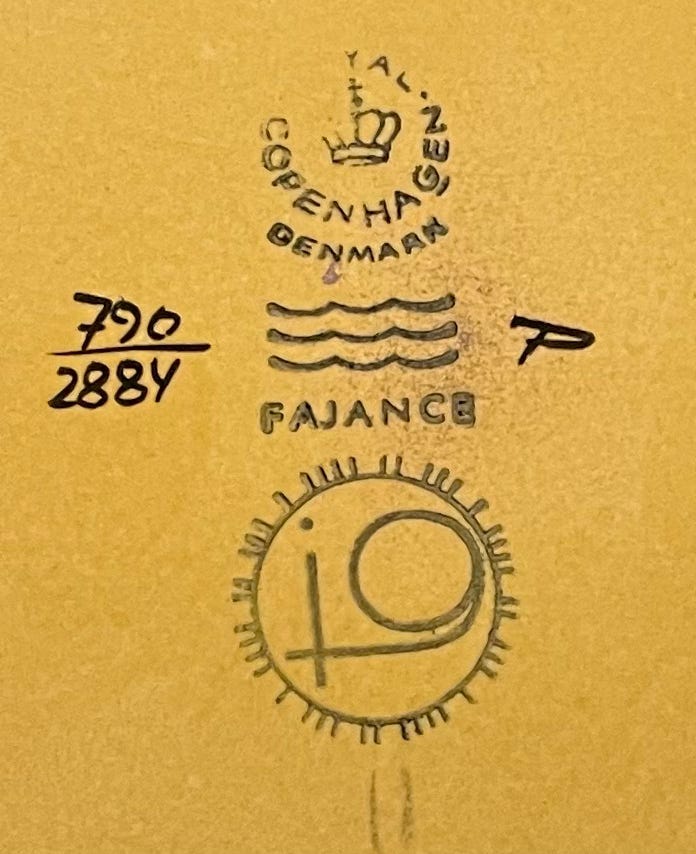 YAL.
COPENHAGEN
DENMARK
790
2884
FAJANCE